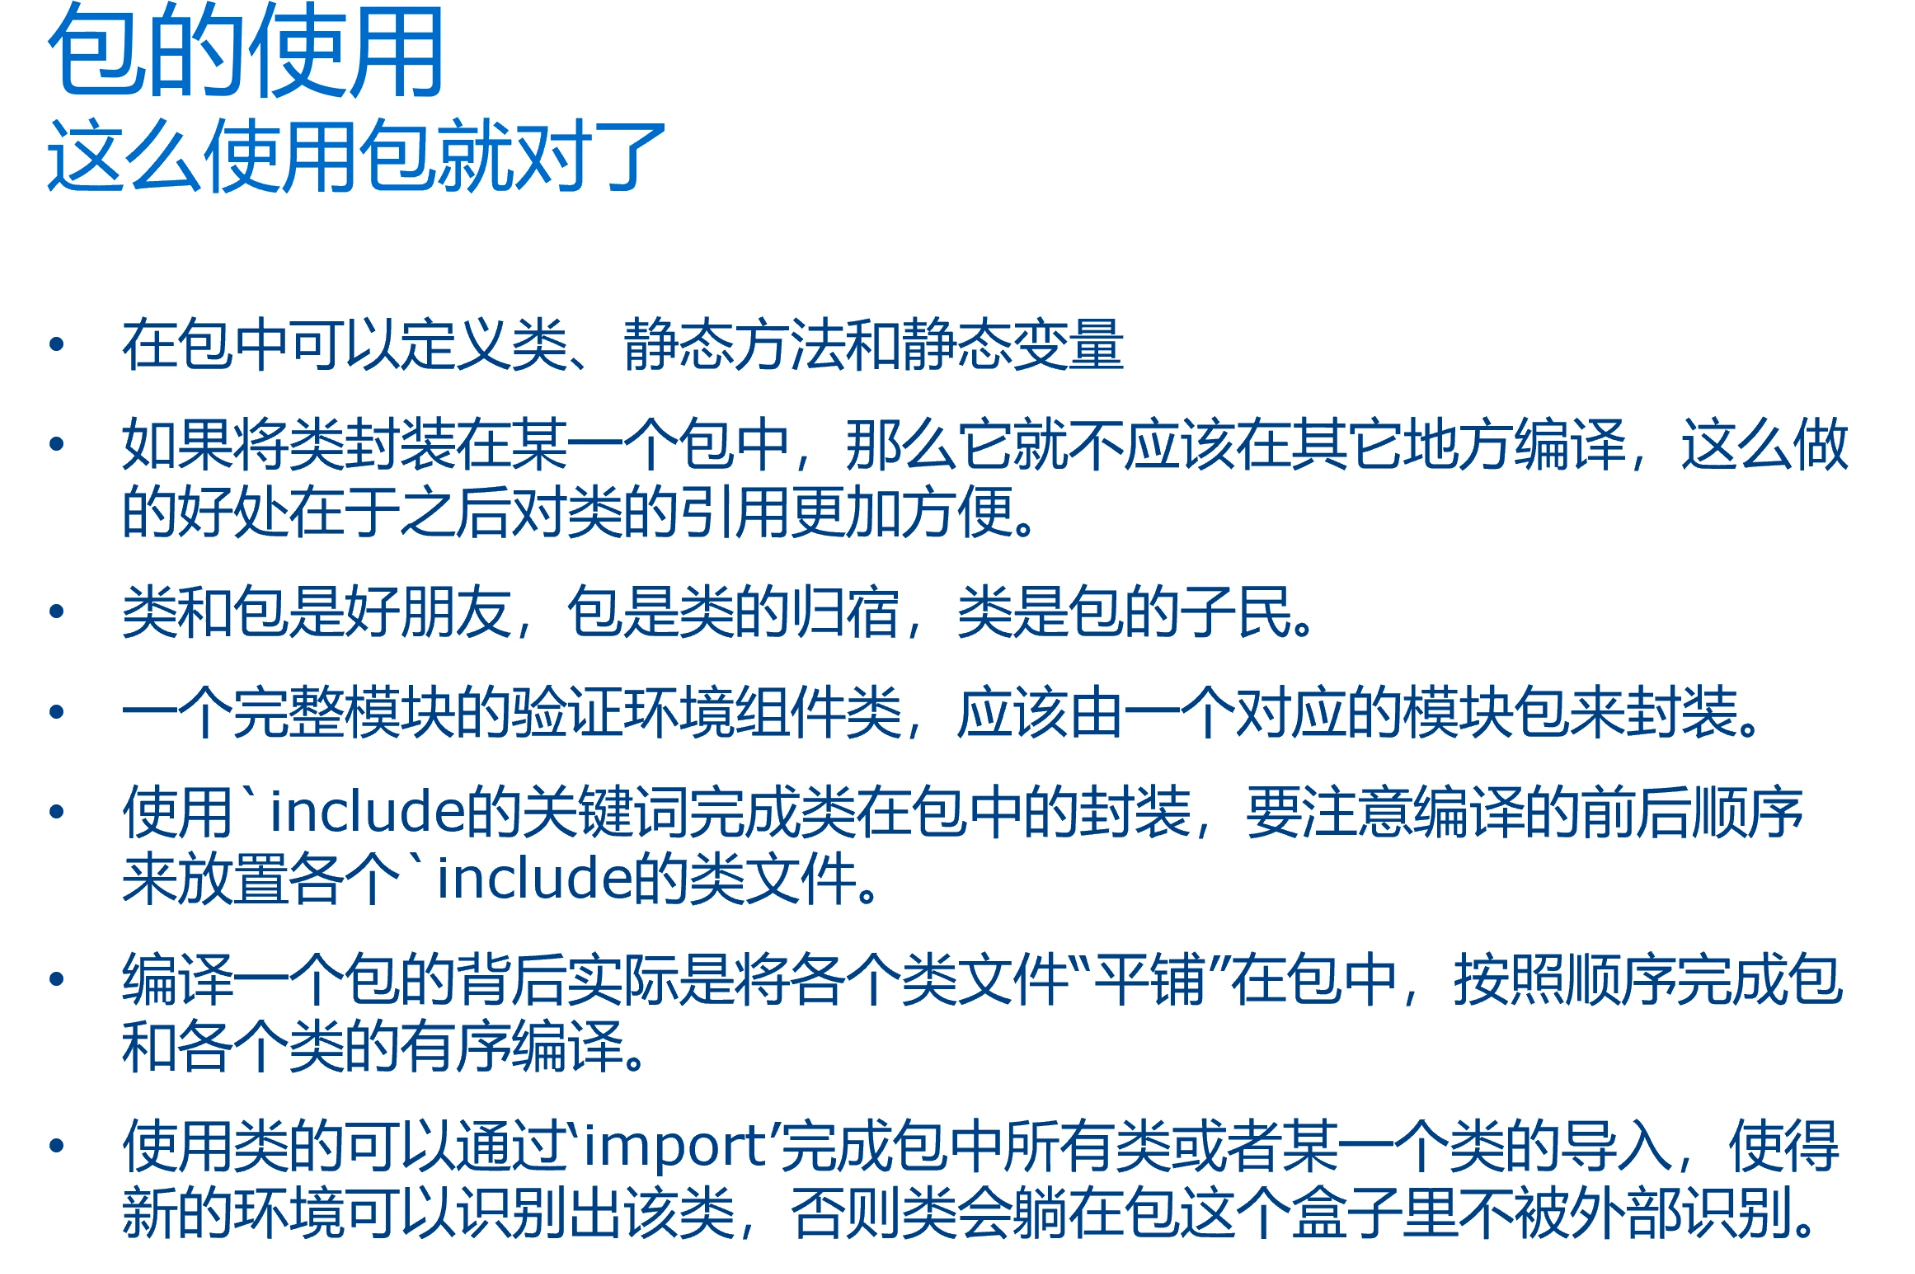 包的使用
这么使用包就对了
• 在包中可以定义类、静态方法和静态变量
• 如果将类封装在某一个包中，那么它就不应该在其它地方编译，这么做
的好处在于之后对类的引用更加方便。
• 类和包是好朋友，包是类的归宿，类是包的子民。
• 一个完整模块的验证环境组件类，应该由一个对应的模块包来封装。
• 使用`include的关键词完成类在包中的封装，要注意编译的前后顺序
来放置各个`include的类文件。
• 编译一个包的背后实际是将各个类文件“平铺”在包中，按照顺序完成包
和各个类的有序编译。
• 使用类的可以通过‘import’完成包中所有类或者某一个类的导入，使得
新的环境可以识别出该类，否则类会躺在包这个盒子里不被外部识别。